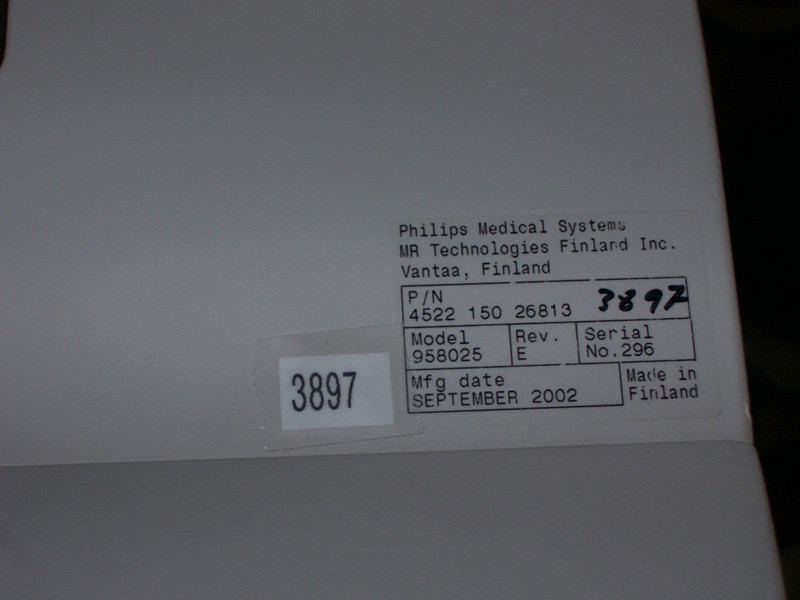 Philips Medical Systems
MR Technologies Finland Inc.
Vantaa, Finland
P/N
4522 150 26813 3897
Model Rev. Serial
958025 E No.296
Mfg date Made in
SEPTEMBER 2002 Finland
3897